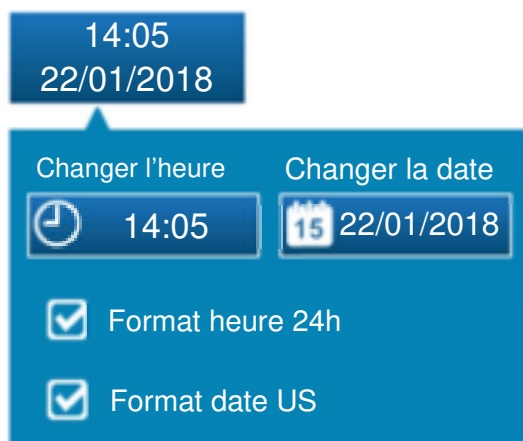 14:05
22/01/2018
Changer l'heure
Changer la date
14:05
15
22/01/2018
Format heure 24h
Format date US